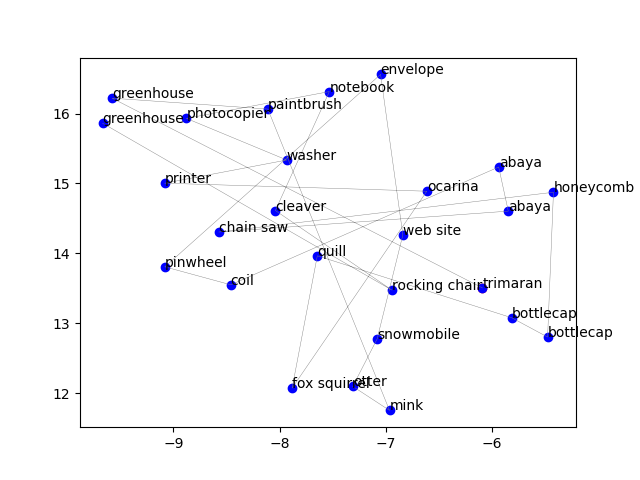 envelope
notebook
greenhouse
paintbrush
photocopier
greenhouse
washer
abaya
printer
ocarina
honeycomb
cleaver
abaya
chain saw
web site
quill
pinwheel
coil
rocking chair
trimaran
bottlecap
snowmobile
bottlecap
fox squirrel
otter
mink
16
15
14
13
12
−9
−8
−7
−6